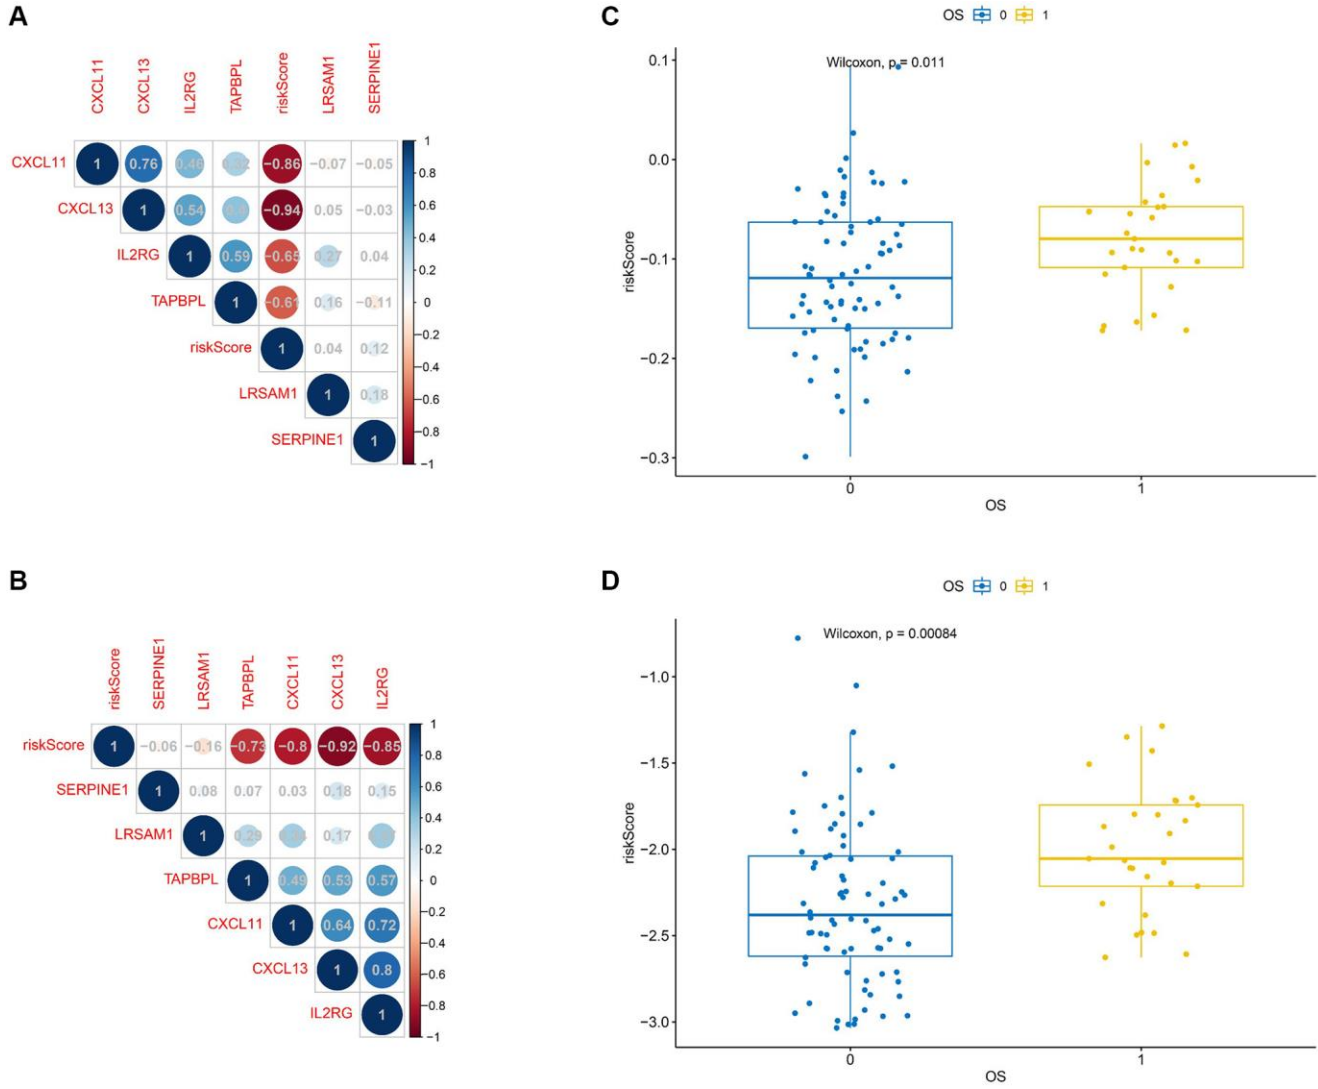 A
CXCL11
CXCL13
IL2RG
TAPBPL
riskScore
LRSAM1
SERPINE1
CXCL11 1 0.76 0.46 0.32 −0.86 −0.07 −0.05
CXCL13 1 0.54 −0.94 0.05 −0.03
IL2RG 1 0.59 −0.65 0.27 0.04
TAPBPL 1 −0.61 0.16 −0.11
riskScore 1 0.04 0.12
LRSAM1 1 0.18
SERPINE1 1
1
0.8
0.6
0.4
0.2
0
−0.2
−0.4
−0.6
−0.8
−1
C
OS 0 1
Wilcoxon, p = 0.011
0.1
0.0
−0.1
−0.2
−0.3
riskScore
0 1
OS
B
riskScore
SERPINE1
LRSAM1
TAPBPL
CXCL11
CXCL13
IL2RG
riskScore 1 −0.06 −0.16 −0.73 −0.8 −0.92 −0.85
SERPINE1 1 0.08 0.07 0.03 0.18 0.15
LRSAM1 1 0.29 0.17
TAPBPL 1 0.49 0.53 0.57
CXCL11 1 0.64 0.72
CXCL13 1 0.8
IL2RG 1
1
0.8
0.6
0.4
0.2
0
−0.2
−0.4
−0.6
−0.8
−1
D
OS 0 1
Wilcoxon, p = 0.00084
−1.0
−1.5
−2.0
−2.5
−3.0
riskScore
0 1
OS